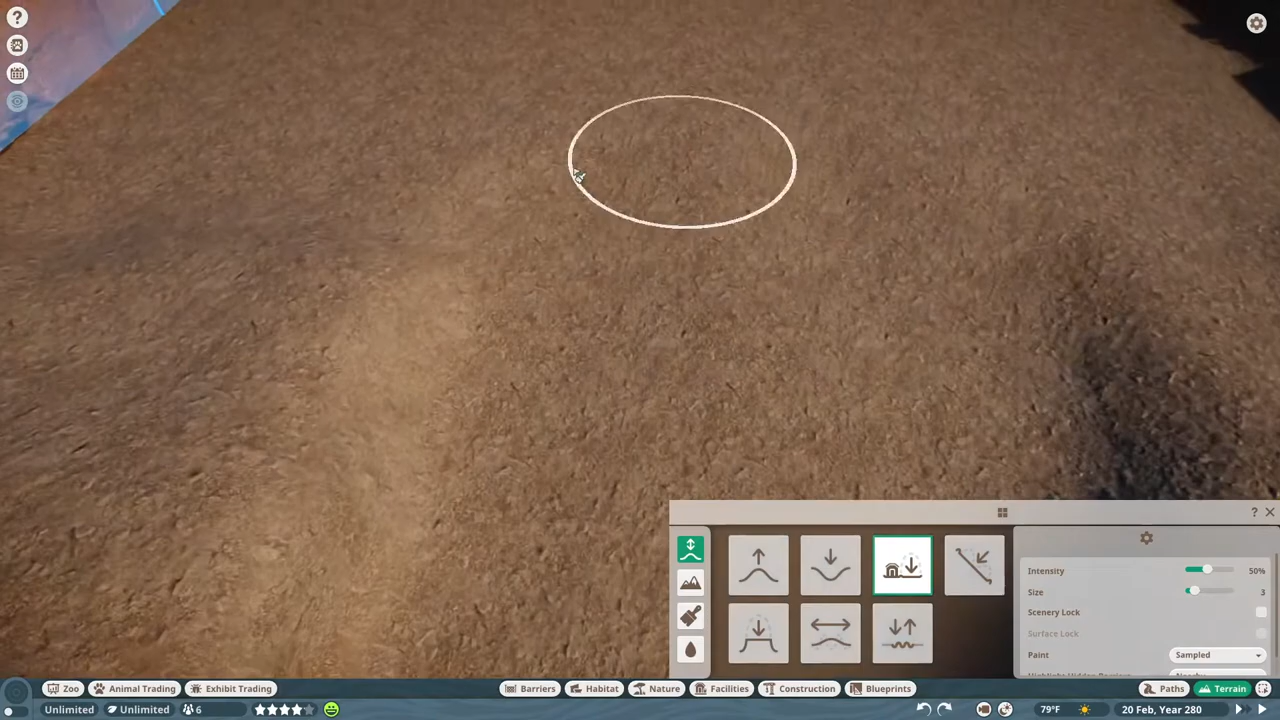 ?
?
Intensity 50%
Size 3
Scenery Lock
Surface Lock
Paint Sampled
Zoo Animal Trading Exhibit Trading Barriers Habitat Nature Facilities Construction Blueprints Paths Terrain
Unlimited Unlimited 6 79°F 20 Feb, Year 280